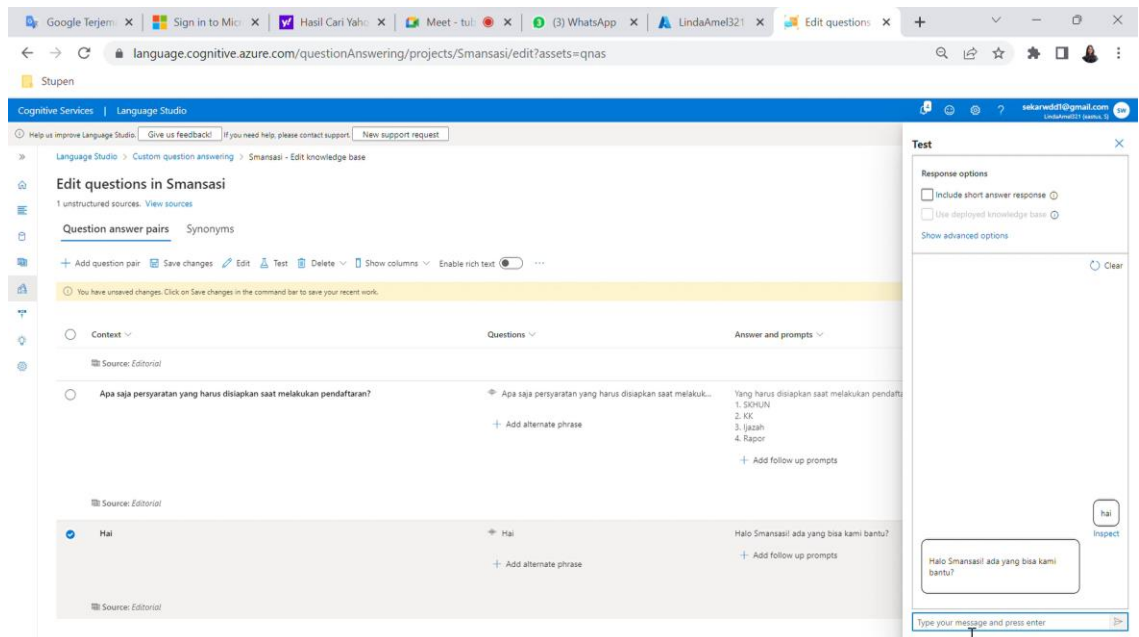 Google Terjem
Sign in to Mic
Hasil Cari Yaho
Meet - tub
(3) WhatsApp
LindaAmel321
Edit questions
language.cognitive.azure.com/questionAnswering/projects/Smansasi/edit?assets=qnas
Stupen
Cognitive Services | Language Studio
sekarwdd1@gmail.com
SW
Help us improve Language Studio. Give us feedback! If you need help, please contact support. New support request
Language Studio > Custom question answering > Smansasi - Edit knowledge base
Edit questions in Smansasi
1 unstructured sources. View sources
Question answer pairs Synonyms
Add question pair Save changes Edit Test Delete Show columns Enable rich text ...
You have unsaved changes. Click on Save changes in the command bar to save your recent work.
Context Questions Answer and prompts
Source: Editorial
Apa saja persyaratan yang harus disiapkan saat melakukan pendaftaran?
Apa saja persyaratan yang harus disiapkan saat melakuk...
+ Add alternate phrase
Yang harus disiapkan saat melakukan pendafta
1. SKHUN
2. KK
3. Ijazah
4. Rapor
+ Add follow up prompts
Source: Editorial
Hai
Hai
+ Add alternate phrase
Halo Smansasi! ada yang bisa kami bantu?
+ Add follow up prompts
Source: Editorial
Test
Response options
Include short answer response
Use deployed knowledge base
Show advanced options
Clear
hai
Inspect
Halo Smansasi! ada yang bisa kami
bantu?
Type your message and press enter